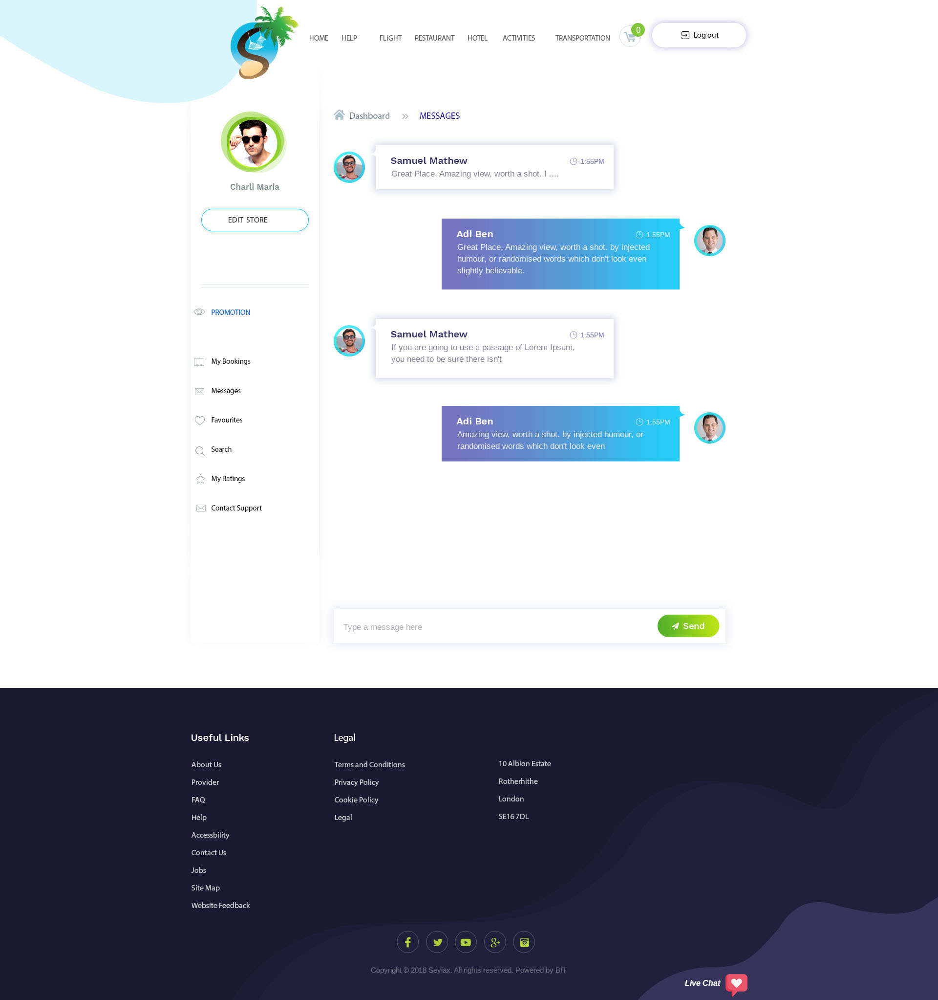 HOME HELP FLIGHT RESTAURANT HOTEL ACTIVITIES TRANSPORTATION 0 Log out
Dashboard MESSAGES
Charli Maria
EDIT STORE
PROMOTION
My Bookings
Messages
Favourites
Search
My Ratings
Contact Support
Samuel Mathew 1:55PM
Great Place, Amazing view, worth a shot. I ....
Adi Ben 1:55PM
Great Place, Amazing view, worth a shot. by injected
humour, or randomised words which don't look even
slightly believable.
Samuel Mathew 1:55PM
If you are going to use a passage of Lorem Ipsum,
you need to be sure there isn't
Adi Ben 1:55PM
Amazing view, worth a shot. by injected humour, or
randomised words which don't look even
Type a message here Send
Useful Links
About Us
Provider
FAQ
Help
Accessbility
Contact Us
Jobs
Site Map
Website Feedback
Legal
Terms and Conditions
Privacy Policy
Cookie Policy
Legal
10 Albion Estate
Rotherhithe
London
SE16 7DL
Copyright © 2018 Seylax. All rights reserved. Powered by BIT
Live Chat